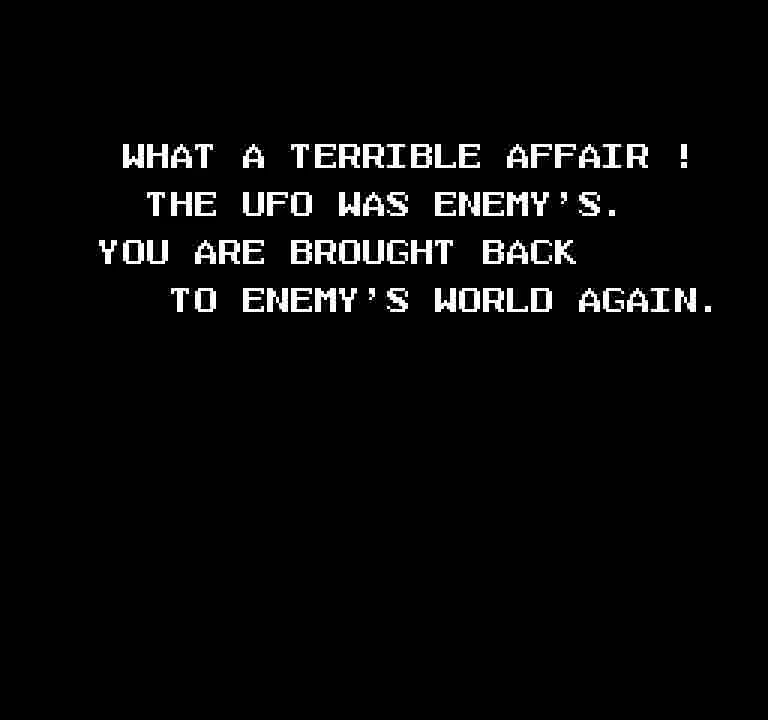 WHAT A TERRIBLE AFFAIR !
THE UFO WAS ENEMY'S.
YOU ARE BROUGHT BACK
TO ENEMY'S WORLD AGAIN.